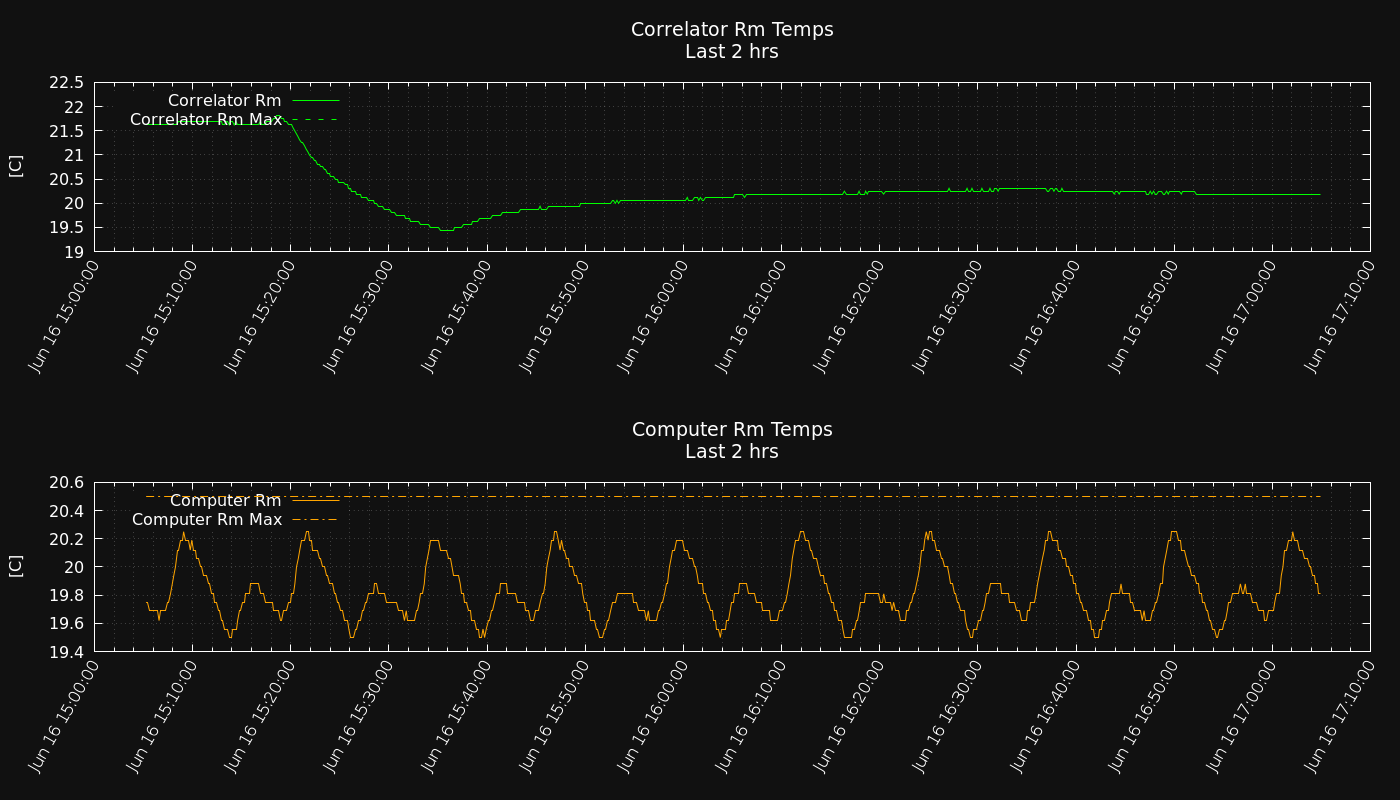 Correlator Rm Temps
Last 2 hrs
[C]
22.5
22
21.5
21
20.5
20
19.5
19
Correlator Rm
Correlator Rm Max
Jun 16 15:00:00
Jun 16 15:10:00
Jun 16 15:20:00
Jun 16 15:30:00
Jun 16 15:40:00
Jun 16 15:50:00
Jun 16 16:00:00
Jun 16 16:10:00
Jun 16 16:20:00
Jun 16 16:30:00
Jun 16 16:40:00
Jun 16 16:50:00
Jun 16 17:00:00
Jun 16 17:10:00
Computer Rm Temps
Last 2 hrs
[C]
20.6
20.4
20.2
20
19.8
19.6
19.4
Computer Rm
Computer Rm Max
Jun 16 15:00:00
Jun 16 15:10:00
Jun 16 15:20:00
Jun 16 15:30:00
Jun 16 15:40:00
Jun 16 15:50:00
Jun 16 16:00:00
Jun 16 16:10:00
Jun 16 16:20:00
Jun 16 16:30:00
Jun 16 16:40:00
Jun 16 16:50:00
Jun 16 17:00:00
Jun 16 17:10:00